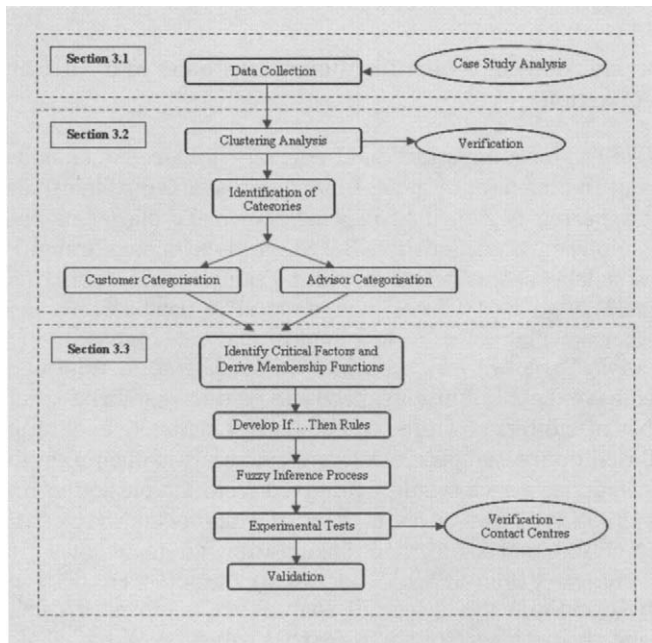 Section 3.1
Case Study Analysis
Data Collection
Section 3.2
Clustering Analysis
Verification
Identification of
Categories
Customer Categorisation
Advisor Categorisation
Section 3.3
Identify Critical Factors and
Derive Membership Functions
Develop If....Then Rules
Fuzzy Inference Process
Experimental Tests
Verification –
Contact Centres
Validation